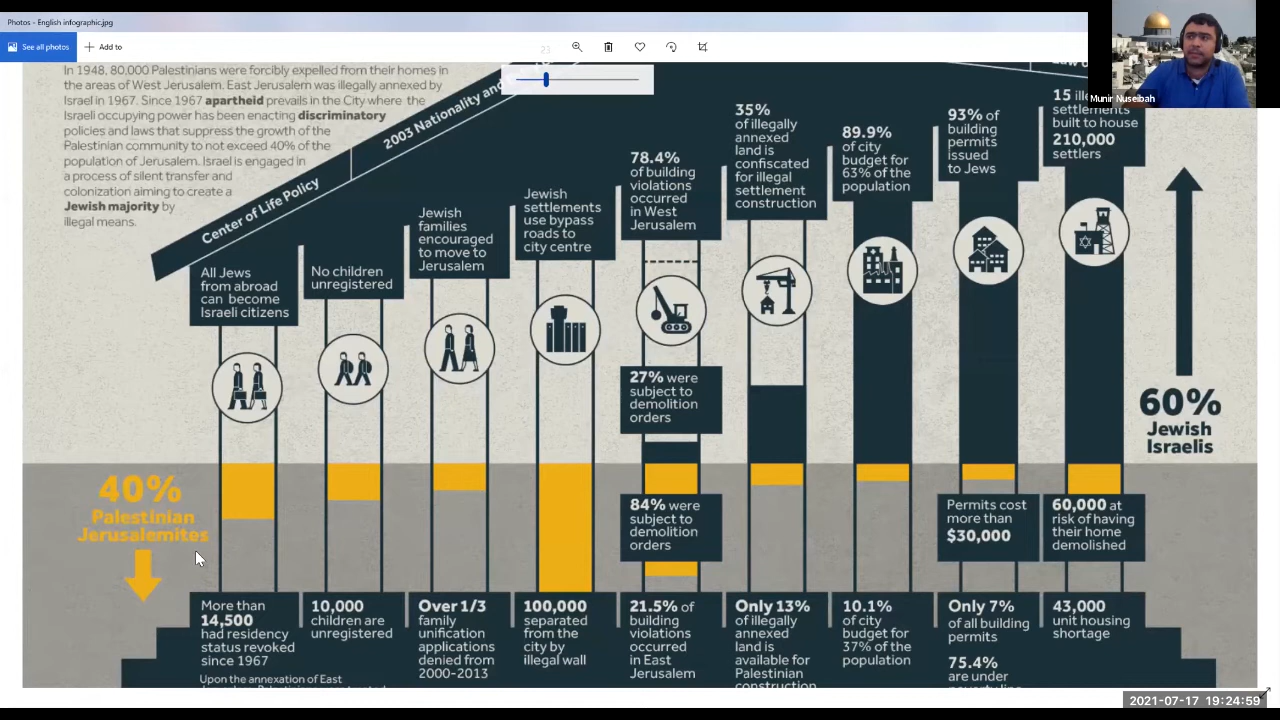 Photos - English infographic.jpg
See all photos
Add to
21
Munir Nuseibah
In 1948, 80,000 Palestinians were forcibly expelled from their homes in
the areas of West Jerusalem. East Jerusalem was illegally annexed by
Israel in 1967. Since 1967 apartheid prevails in the City where the
Israeli occupying power has been enacting discriminatory
policies and laws that suppress the growth of the
Palestinian community to not exceed 40% of the
population of Jerusalem. Israel is engaged in
a process of silent transfer and
colonization aiming to create a
Jewish majority by
illegal means.
Center of Life Policy
2003 Nationality and
All Jews
from abroad
can become
Israeli citizens
No children
unregistered
Jewish
families
encouraged
to move to
Jerusalem
Jewish
settlements
use bypass
roads to
city centre
78.4%
of building
violations
occurred
in West
Jerusalem
35%
of illegally
annexed
land is
confiscated
for illegal
settlement
construction
89.9%
of city
budget for
63% of the
population
93% of
building
permits
issued
to Jews
15
settlements
built to house
210,000
settlers
27% were
subject to
demolition
orders
60%
Jewish
Israelis
40%
Palestinian
Jerusalemites
84% were
subject to
demolition
orders
Permits cost
more than
$30,000
60,000 at
risk of having
their home
demolished
More than
14,500
had residency
status revoked
since 1967
Upon the annexation of East
10,000
children are
unregistered
Over 1/3
family
unification
applications
denied from
2000-2013
100,000
separated
from the
city by
illegal wall
21.5% of
building
violations
occurred
in East
Jerusalem
Only 13%
of illegally
annexed
land is
available for
Palestinian
construction
10.1%
of city
budget for
37% of the
population
Only 7%
of all building
permits
75.4%
are under
43,000
unit housing
shortage
2021-07-17 19:24:59